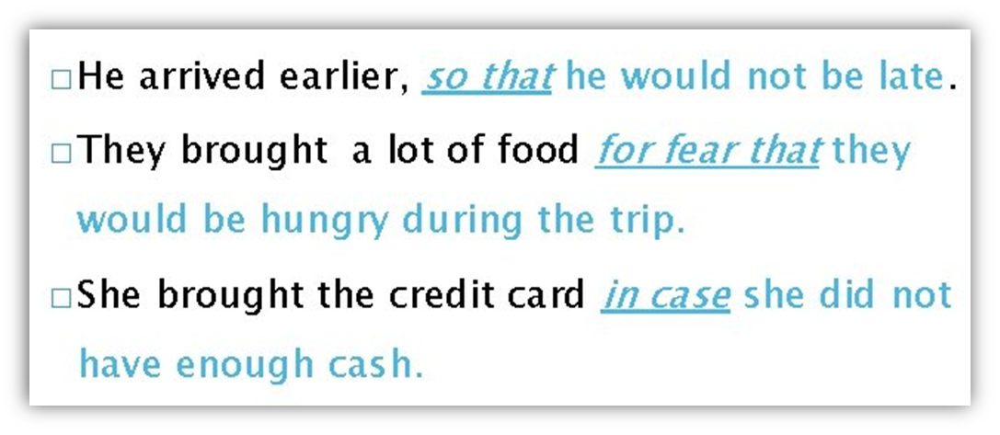 □He arrived earlier, so that he would not be late.
□They brought a lot of food for fear that they
would be hungry during the trip.
□She brought the credit card in case she did not
have enough cash.